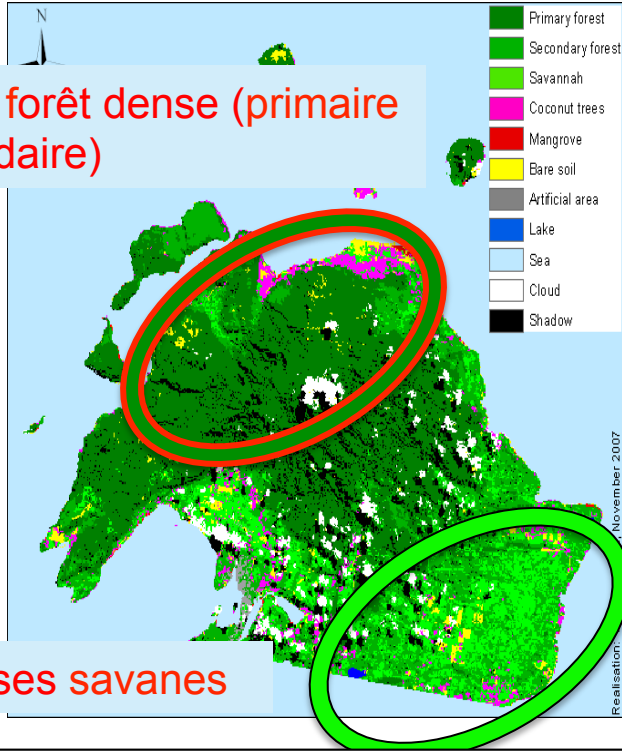 N
forêt dense (primaire
daire)
ses savanes
Primary forest
Secondary forest
Savannah
Coconut trees
Mangrove
Bare soil
Artificial area
Lake
Sea
Cloud
Shadow
Realisation:
November 2007